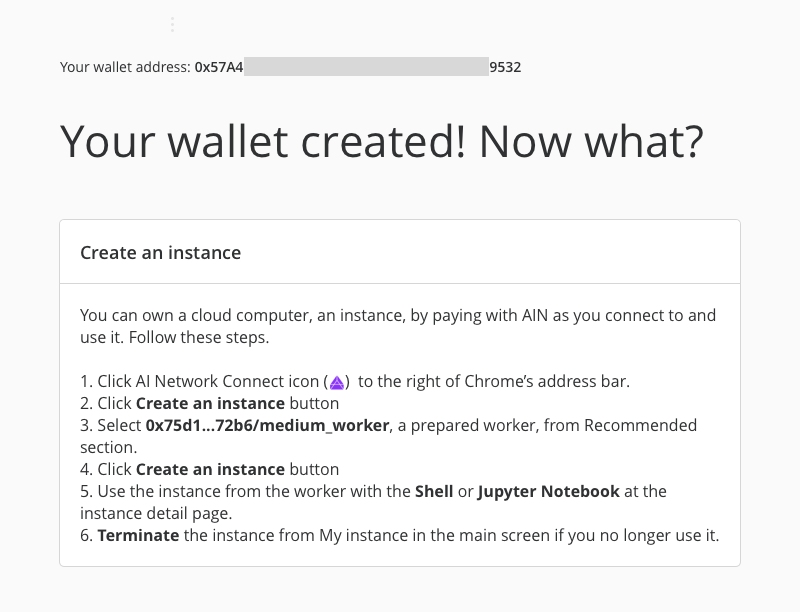 Your wallet address: 0x57A4 9532
Your wallet created! Now what?
Create an instance
You can own a cloud computer, an instance, by paying with AIN as you connect to and
use it. Follow these steps.
1. Click AI Network Connect icon ( ) to the right of Chrome’s address bar.
2. Click Create an instance button
3. Select 0x75d1...72b6/medium_worker, a prepared worker, from Recommended
section.
4. Click Create an instance button
5. Use the instance from the worker with the Shell or Jupyter Notebook at the
instance detail page.
6. Terminate the instance from My instance in the main screen if you no longer use it.